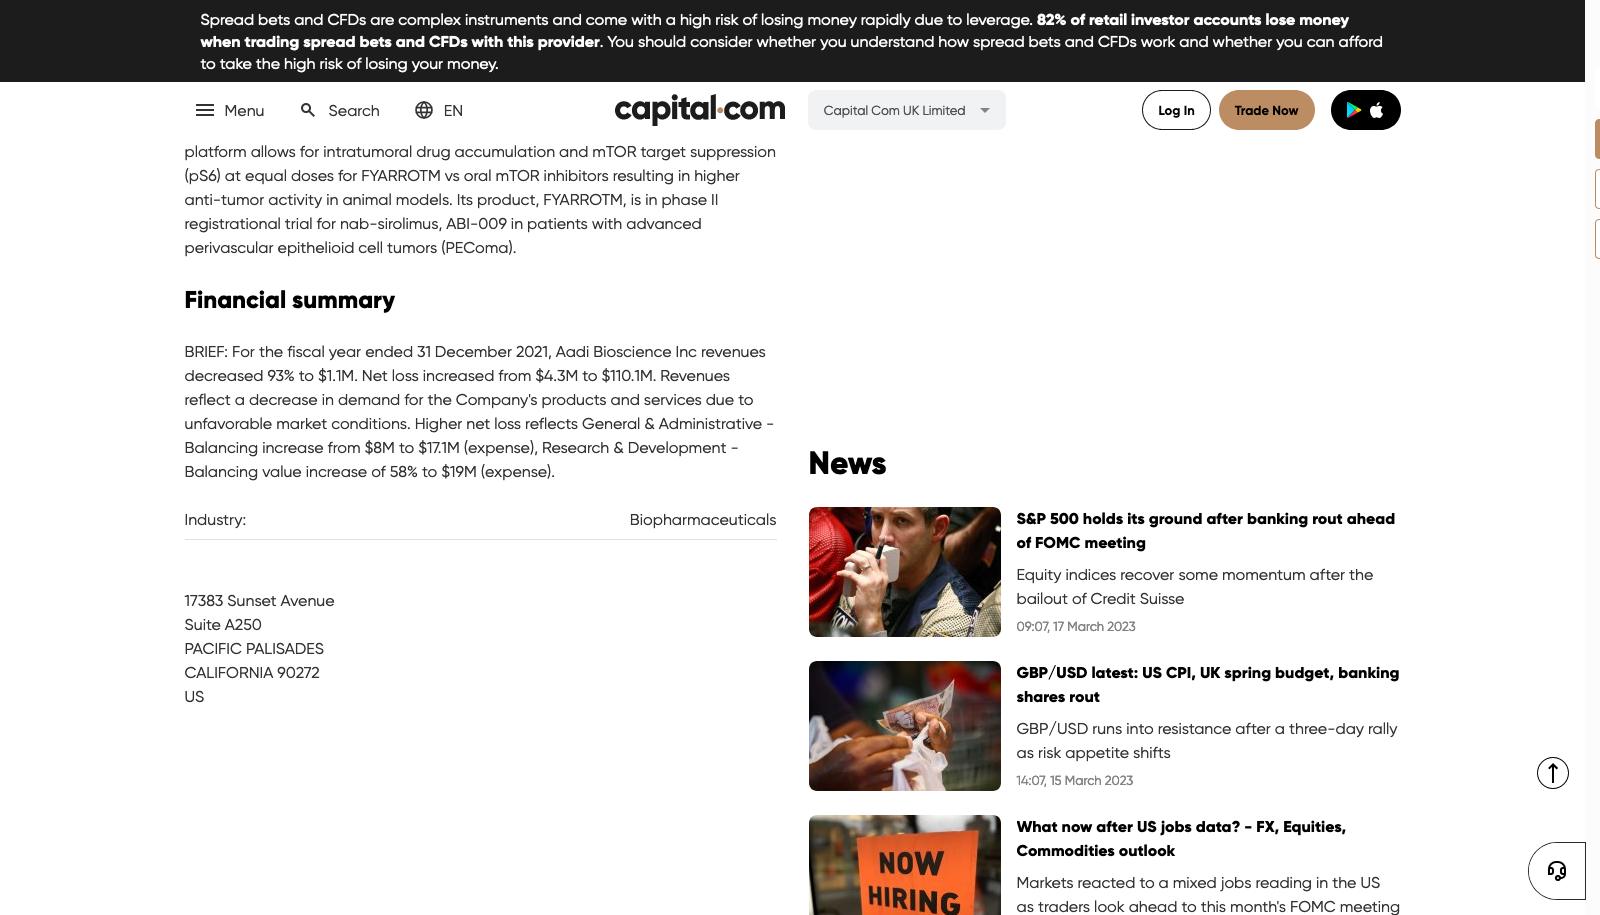 Spread bets and CFDs are complex instruments and come with a high risk of losing money rapidly due to leverage. 82% of retail investor accounts lose money
when trading spread bets and CFDs with this provider. You should consider whether you understand how spread bets and CFDs work and whether you can afford
to take the high risk of losing your money.
Menu
Search
EN
capital.com
Capital Com UK Limited
Log In
Trade Now
platform allows for intratumoral drug accumulation and mTOR target suppression
(pS6) at equal doses for FYARROTM vs oral mTOR inhibitors resulting in higher
anti-tumor activity in animal models. Its product, FYARROTM, is in phase II
registrational trial for nab-sirolimus, ABI-009 in patients with advanced
perivascular epithelioid cell tumors (PEComa).
Financial summary
BRIEF: For the fiscal year ended 31 December 2021, Aadi Bioscience Inc revenues
decreased 93% to $1.1M. Net loss increased from $4.3M to $110.1M. Revenues
reflect a decrease in demand for the Company's products and services due to
unfavorable market conditions. Higher net loss reflects General & Administrative -
Balancing increase from $8M to $17.1M (expense), Research & Development -
Balancing value increase of 58% to $19M (expense).
Industry:
Biopharmaceuticals
17383 Sunset Avenue
Suite A250
PACIFIC PALISADES
CALIFORNIA 90272
US
News
S&P 500 holds its ground after banking rout ahead
of FOMC meeting
Equity indices recover some momentum after the
bailout of Credit Suisse
09:07, 17 March 2023
GBP/USD latest: US CPI, UK spring budget, banking
shares rout
GBP/USD runs into resistance after a three-day rally
as risk appetite shifts
14:07, 15 March 2023
NOW
HIRING
What now after US jobs data? - FX, Equities,
Commodities outlook
Markets reacted to a mixed jobs reading in the US
as traders look ahead to this month's FOMC meeting